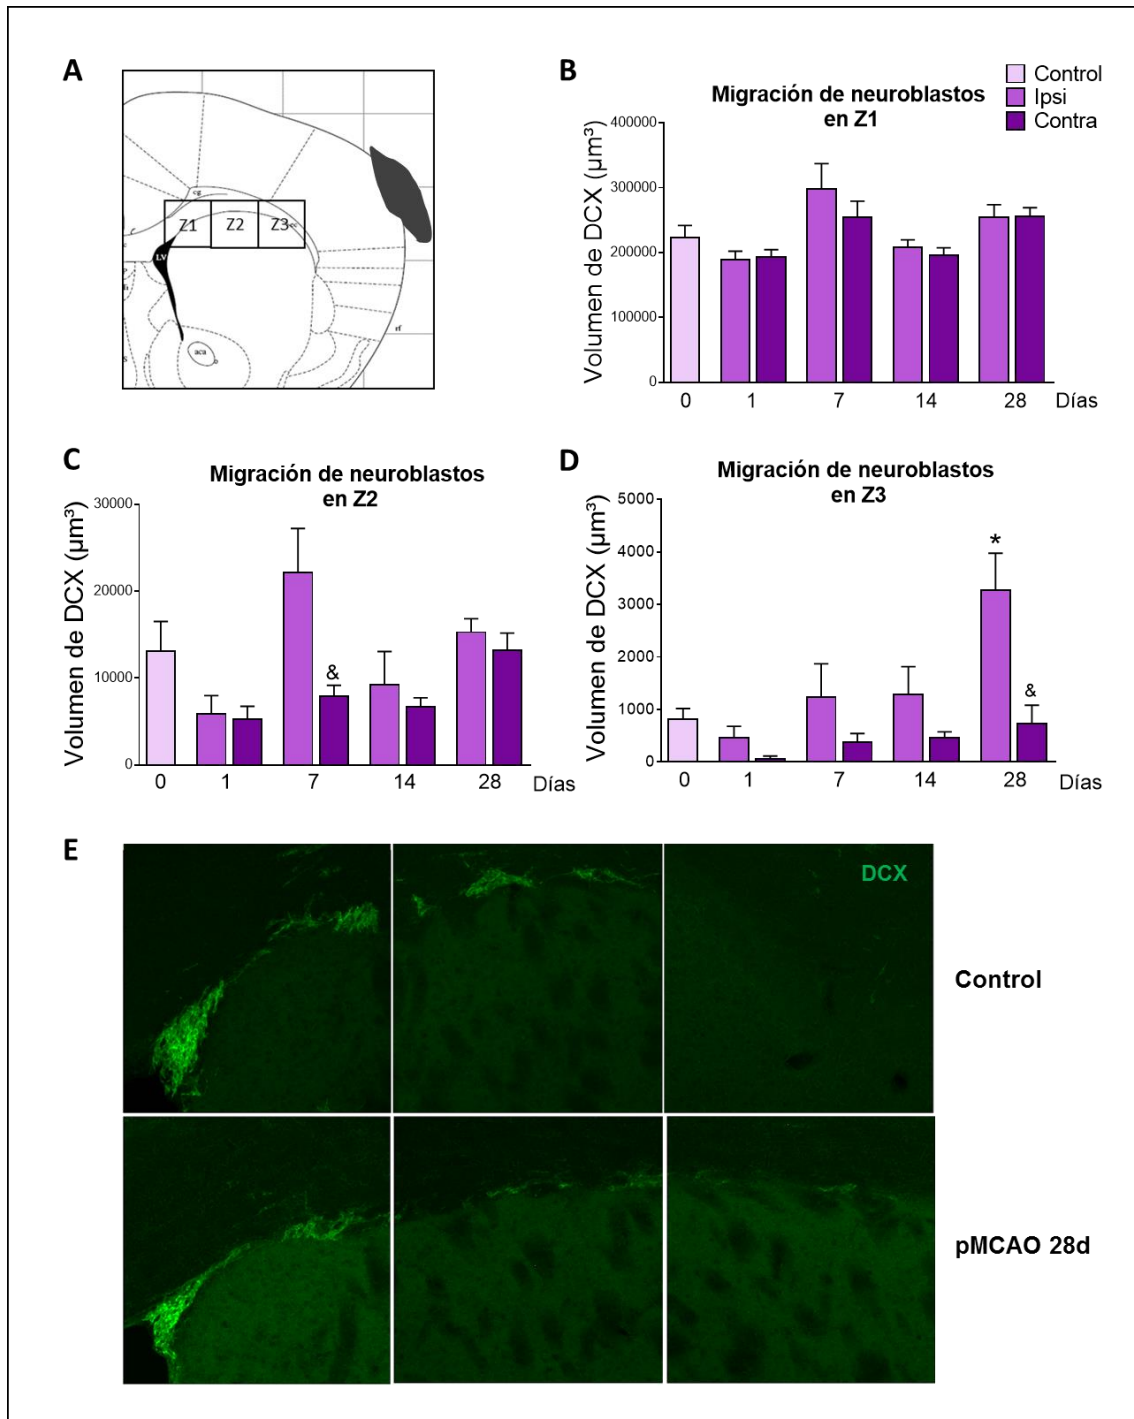 A
cg
Z1
Z2
Z3
cc
LV
aca
rf
B
Control
Ipsi
Contra
Migración de neuroblastos
en Z1
Volumen de DCX (µm³)
400000
300000
200000
100000
0
0 1 7 14 28 Días
C
Migración de neuroblastos
en Z2
Volumen de DCX (µm³)
30000
20000
10000
0
&
0 1 7 14 28 Días
D
Migración de neuroblastos
en Z3
Volumen de DCX (µm³)
5000
4000
3000
2000
1000
0
*
&
0 1 7 14 28 Días
E
DCX
Control
pMCAO 28d